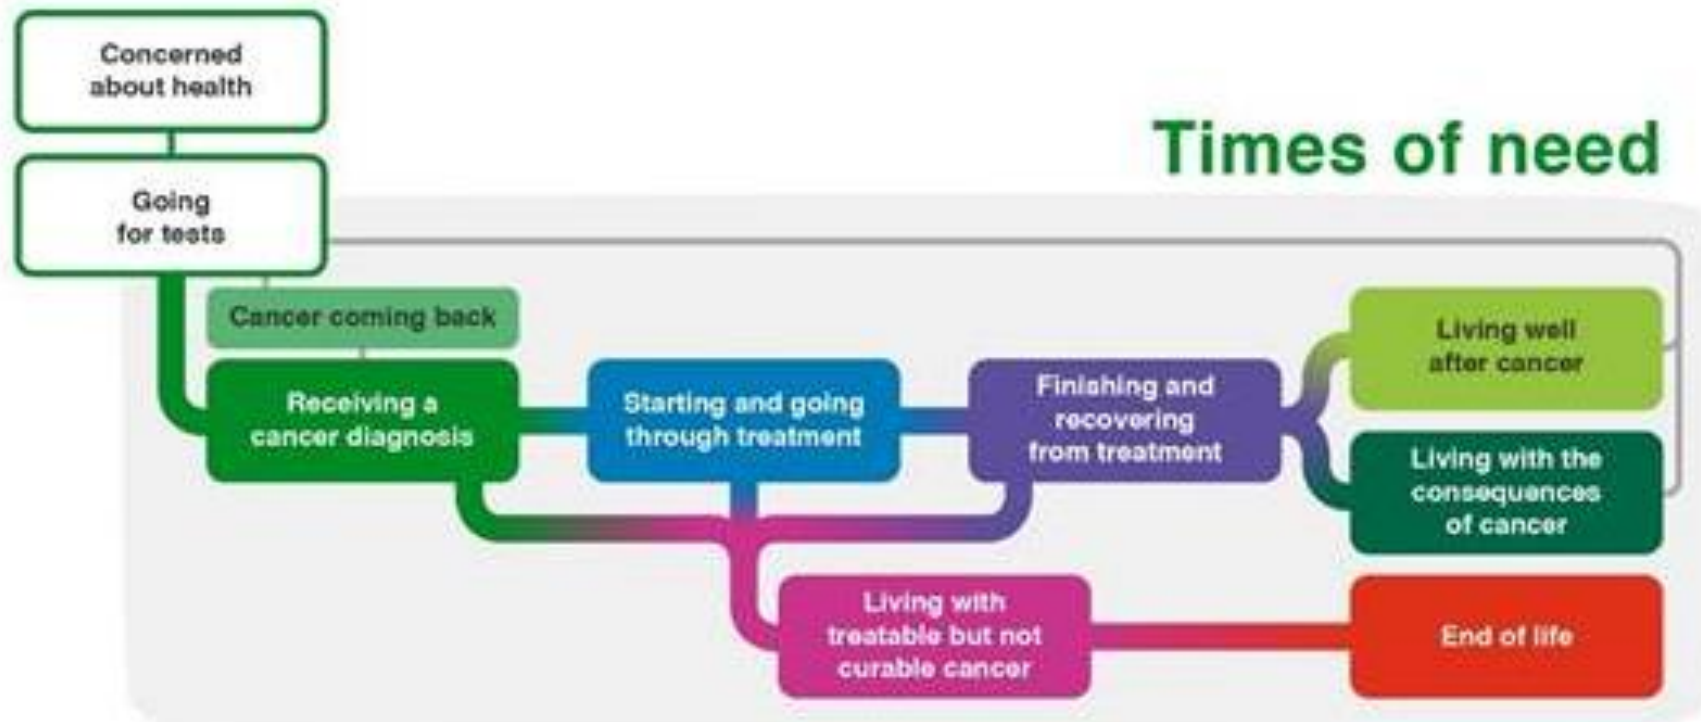 Concerned
about health
Going
for tests
Times of need
Cancer coming back
Receiving a
cancer diagnosis
Starting and going
through treatment
Finishing and
recovering
from treatment
Living well
after cancer
Living with the
consequences
of cancer
Living with
treatable but not
curable cancer
End of life